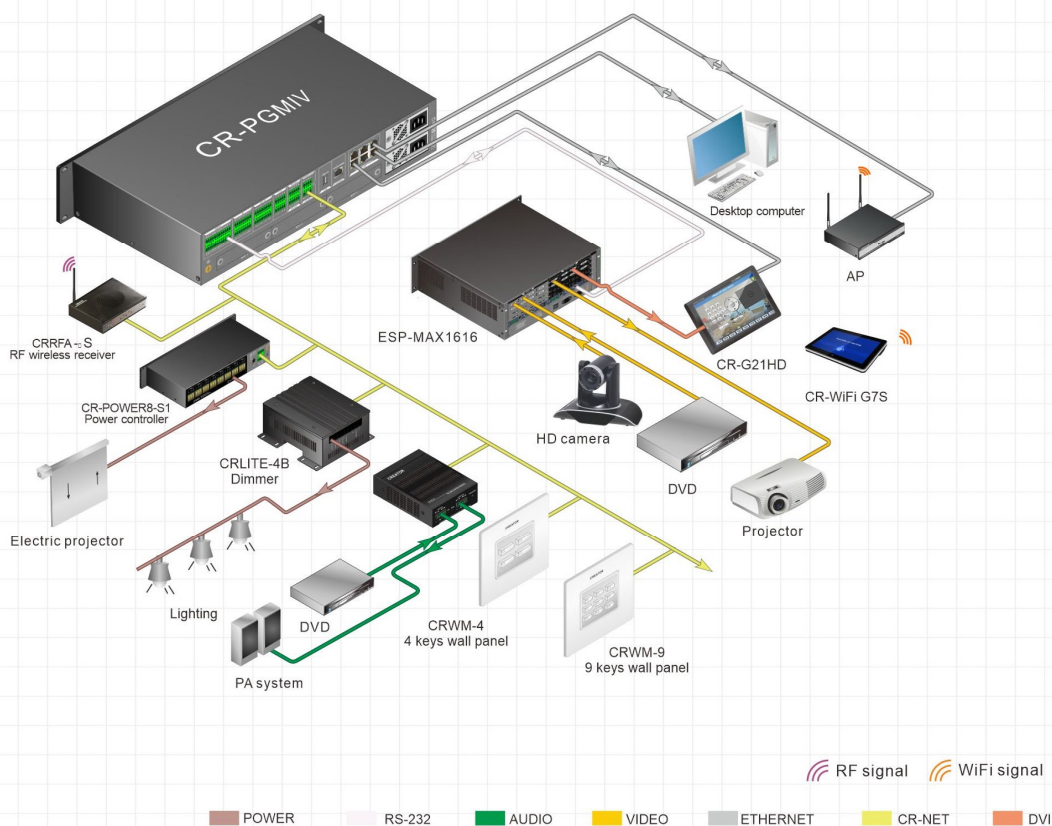 CR-PGMIV
Desktop computer
AP
ESP-MAX1616
CR-G21HD
CR-WiFi G7S
CRRFA-
S
RF wireless receiver
CR-POWER8-S1
Power controller
HD camera
CRLITE-4B
Dimmer
CREATOR
DVD
Projector
Electric projector
Lighting
DVD
CREATOR
CRWM-4
4 keys wall panel
CREATOR
CRWM-9
9 keys wall panel
PA system
RF signal
WiFi signal
POWER
RS-232
AUDIO
VIDEO
ETHERNET
CR-NET
DVI